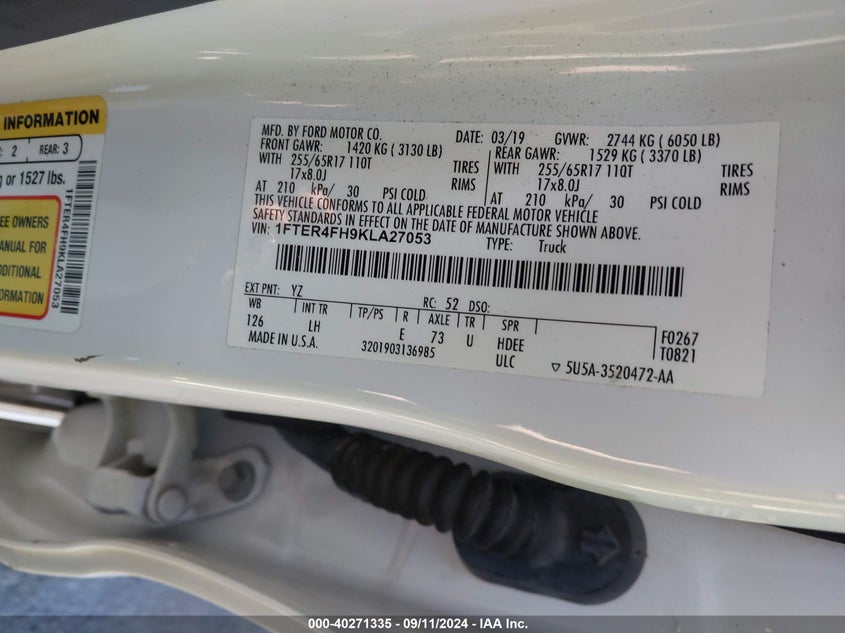 INFORMATION
2 REAR: 3
g or 1527 lbs.
EE OWNERS
MANUAL FOR
ADDITIONAL
FORMATION
1FTER4FH9KLA27053
MFD. BY FORD MOTOR CO. DATE: 03/19 GVWR: 2744 KG ( 6050 LB)
FRONT GAWR: 1420 KG ( 3130 LB) REAR GAWR: 1529 KG ( 3370 LB)
WITH 255/65R17 110T TIRES WITH 255/65R17 110T TIRES
17x8.0J RIMS 17x8.0J RIMS
AT 210 kPa/ 30 PSI COLD AT 210 kPa/ 30 PSI COLD
THIS VEHICLE CONFORMS TO ALL APPLICABLE FEDERAL MOTOR VEHICLE
SAFETY STANDARDS IN EFFECT ON THE DATE OF MANUFACTURE SHOWN ABOVE.
VIN: 1FTER4FH9KLA27053 TYPE: Truck
EXT PNT: YZ RC: 52 DSO:
WB INT TR TP/PS R AXLE TR SPR
126 LH E 73 U HDEE F0267
MADE IN U.S.A. 3201903136985 ULC T0821
▽ 5U5A-3520472-AA
000-40271335 - 09/11/2024 - IAA Inc.